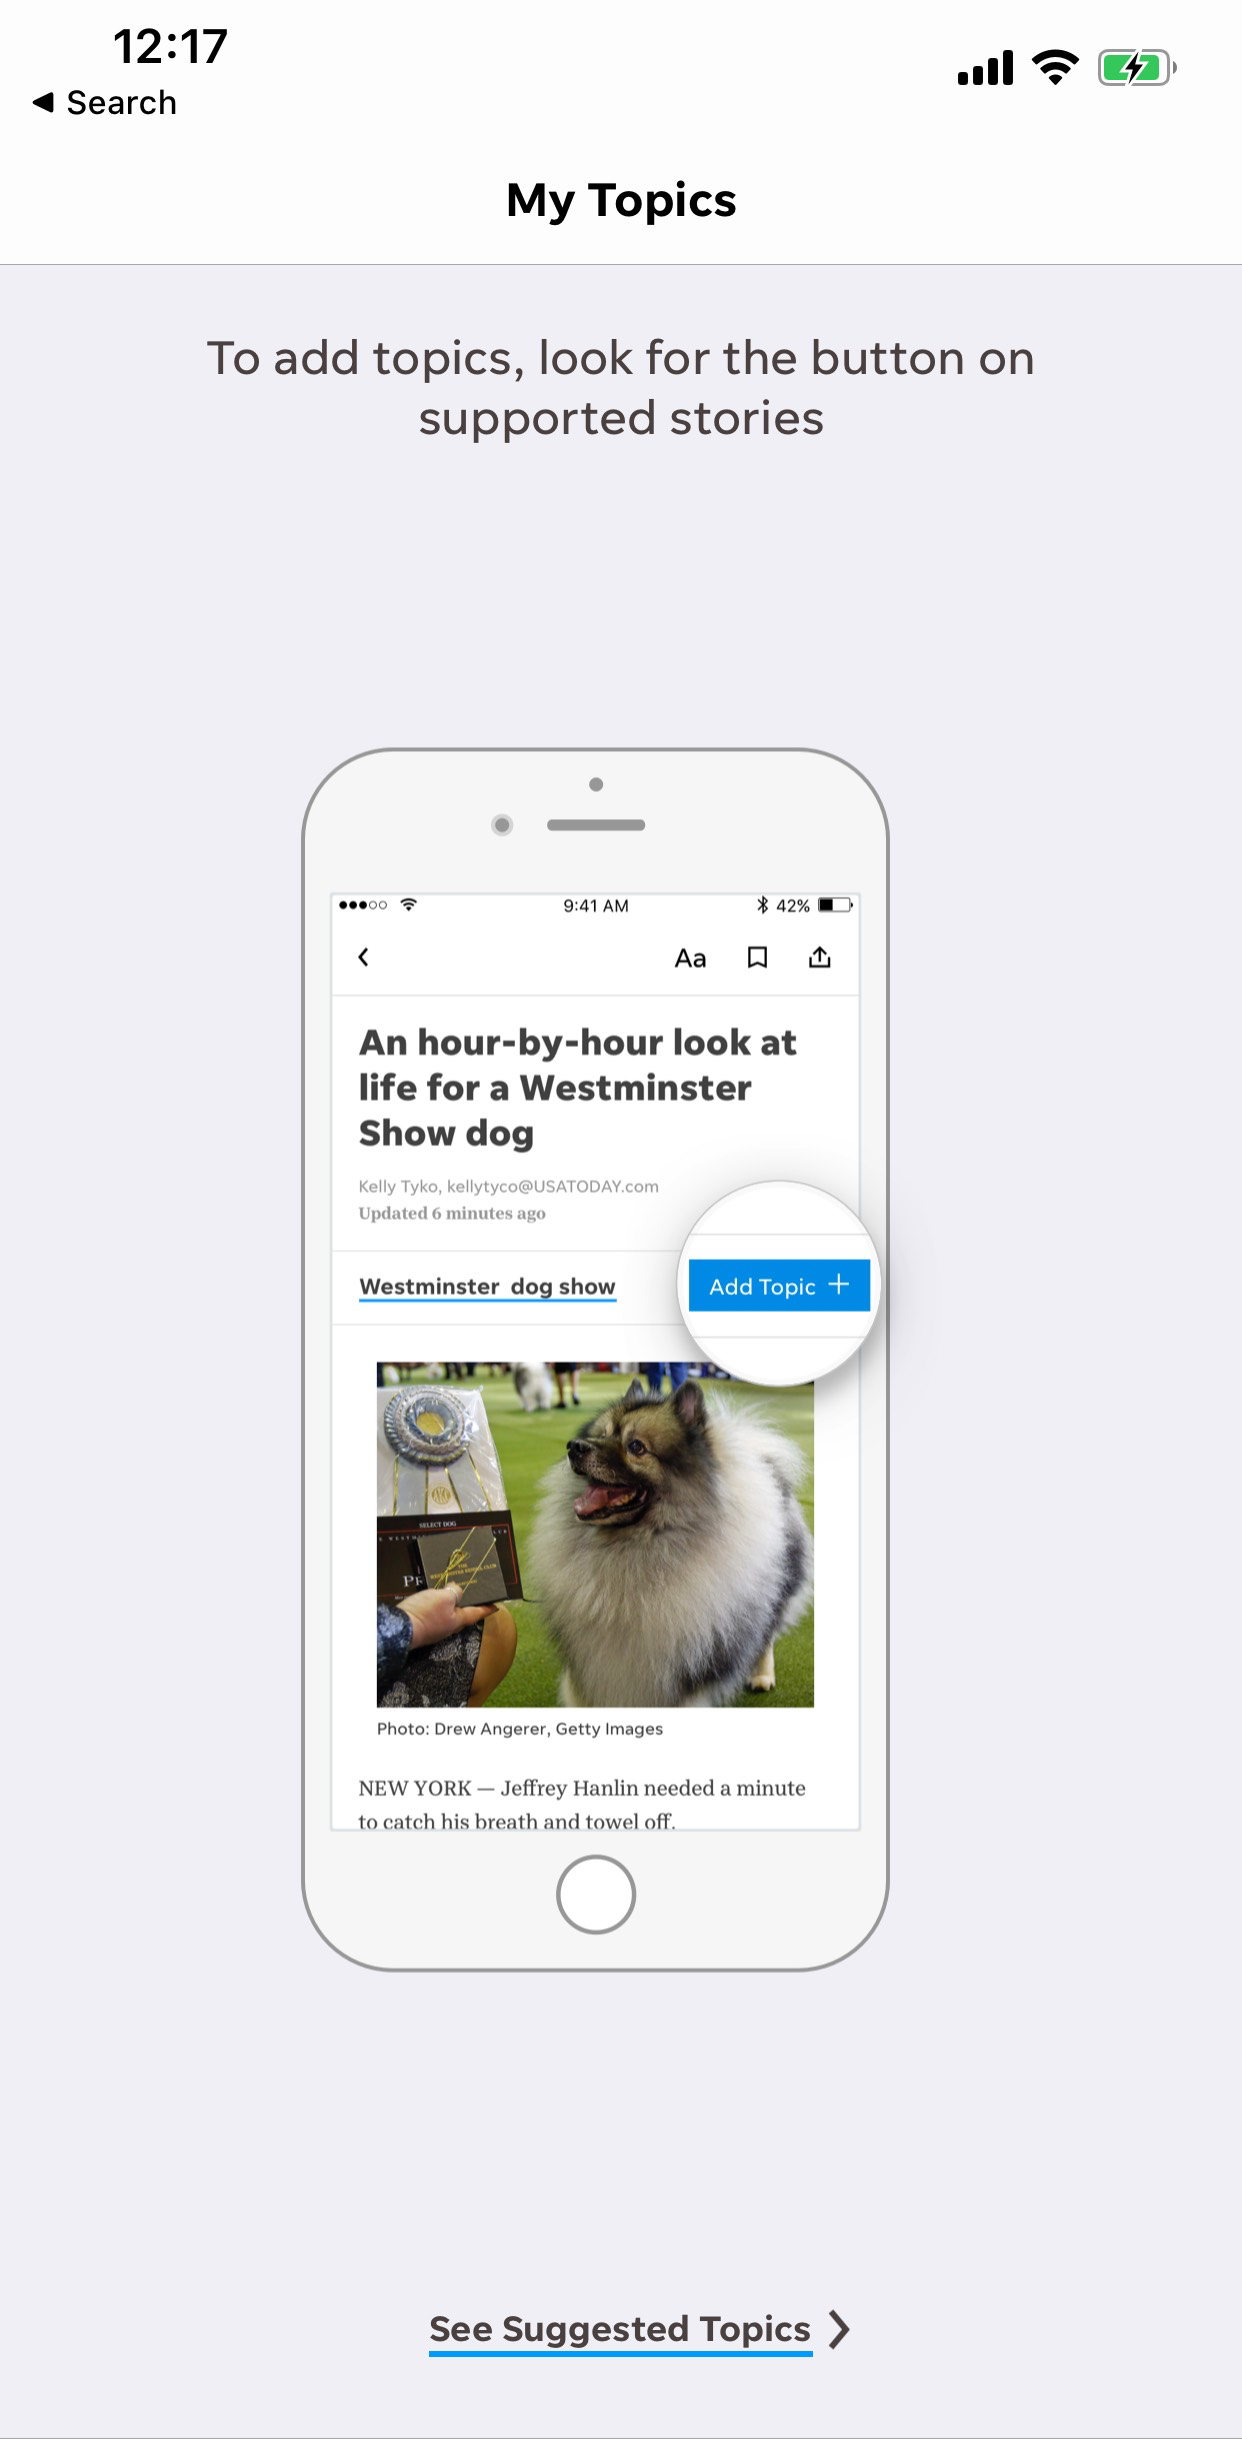 12:17
◀ Search
My Topics
To add topics, look for the button on
supported stories
9:41 AM
42%
Aa
An hour-by-hour look at
life for a Westminster
Show dog
Kelly Tyko, kellytyco@USATODAY.com
Updated 6 minutes ago
Westminster dog show
Add Topic +
SELECT DOG
Photo: Drew Angerer, Getty Images
NEW YORK — Jeffrey Hanlin needed a minute
to catch his breath and towel off.
See Suggested Topics